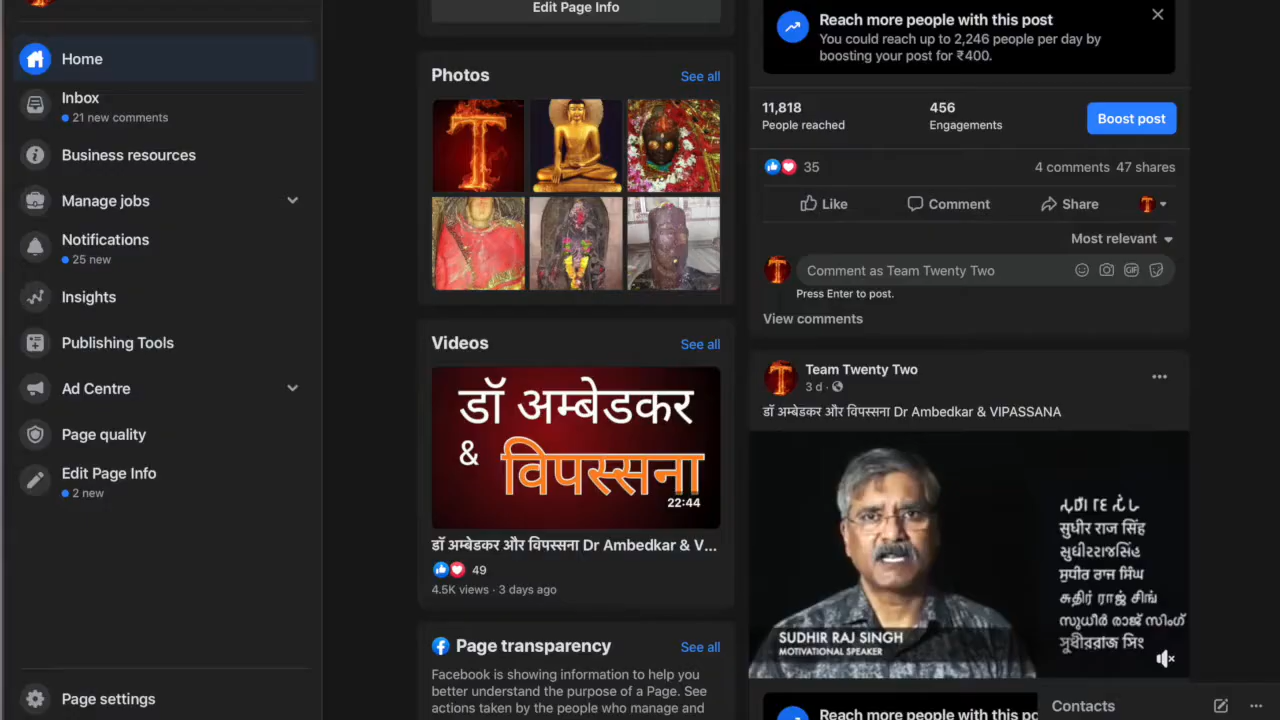 Home
Inbox
21 new comments
Business resources
Manage jobs
Notifications
25 new
Insights
Publishing Tools
Ad Centre
Page quality
Edit Page Info
2 new
Page settings
Edit Page Info
Photos
See all
T
Videos
See all
डॉ अम्बेडकर
&
विपस्सना
22:44
डॉ अम्बेडकर और विपस्सना Dr Ambedkar & V...
49
4.5K views · 3 days ago
Page transparency
See all
Facebook is showing information to help you
better understand the purpose of a Page. See
actions taken by the people who manage and
Reach more people with this post
You could reach up to 2,246 people per day by
boosting your post for ₹400.
11,818
People reached
456
Engagements
Boost post
35
4 comments 47 shares
Like
Comment
Share
Most relevant
Comment as Team Twenty Two
GIF
Press Enter to post.
View comments
Team Twenty Two
3 d ·
डॉ अम्बेडकर और विपस्सना Dr Ambedkar & VIPASSANA
सुधीर राज सिंह
સુધીરરાજસિંહ
ਸੁਧੀਰ ਰਾਜ ਸਿੰਘ
சுதிர் ராஜ் சிங்
സുധീർ രാജ് സിംഗ്
SUDHIR RAJ SINGH
MOTIVATIONAL SPEAKER
Reach more people with this po
Contacts